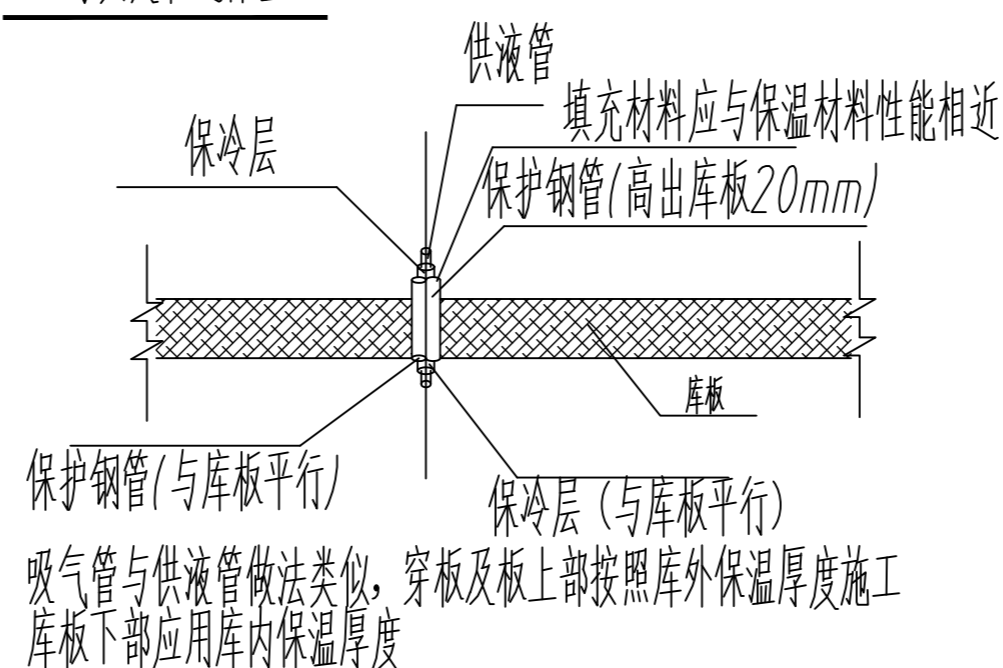 供液管
填充材料应与保温材料性能相近
保冷层
保护钢管(高出库板20mm)
库板
保护钢管(与库板平行)
保冷层（与库板平行)
吸气管与供液管做法类似，穿板及板上部按照库外保温厚度施工
库板下部应用库内保温厚度